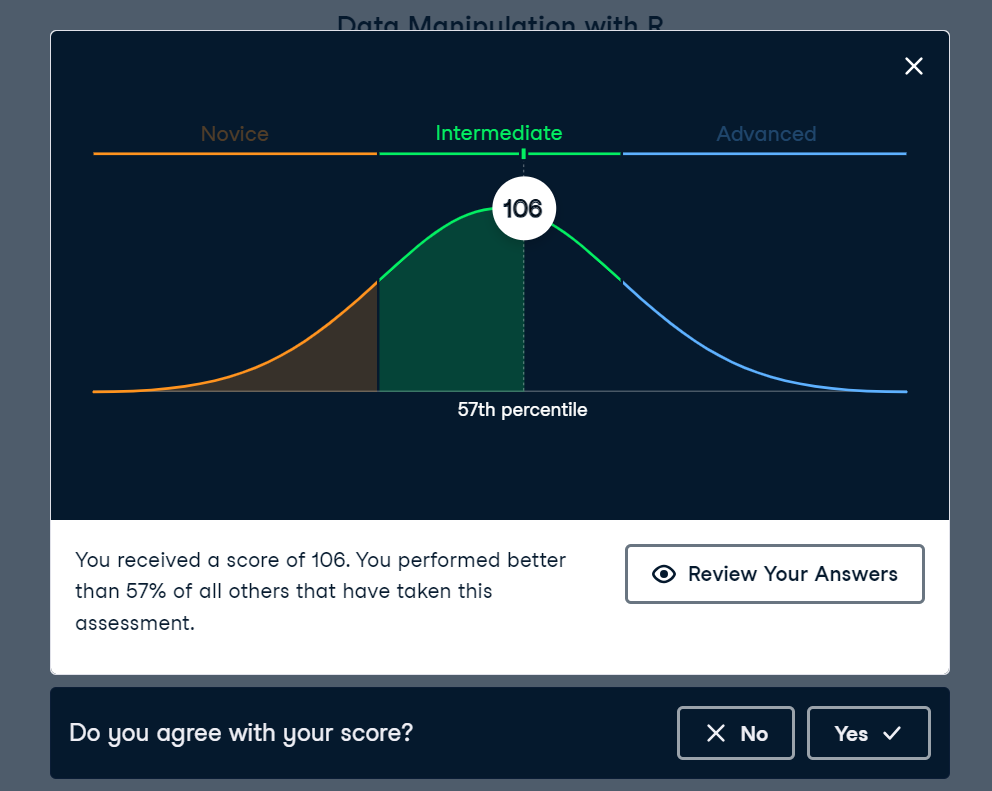 Data Manipulation with R
Novice
Intermediate
Advanced
106
57th percentile
You received a score of 106. You performed better
than 57% of all others that have taken this
assessment.
Review Your Answers
Do you agree with your score?
No
Yes